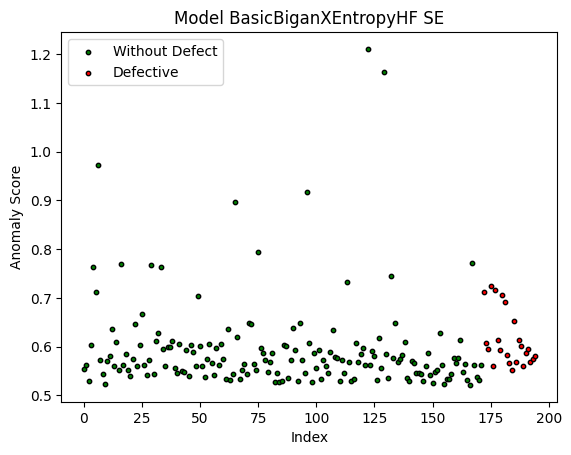 Model BasicBiganXEntropyHF SE
Without Defect
Defective
Anomaly Score
1.2
1.1
1.0
0.9
0.8
0.7
0.6
0.5
0 25 50 75 100 125 150 175 200
Index